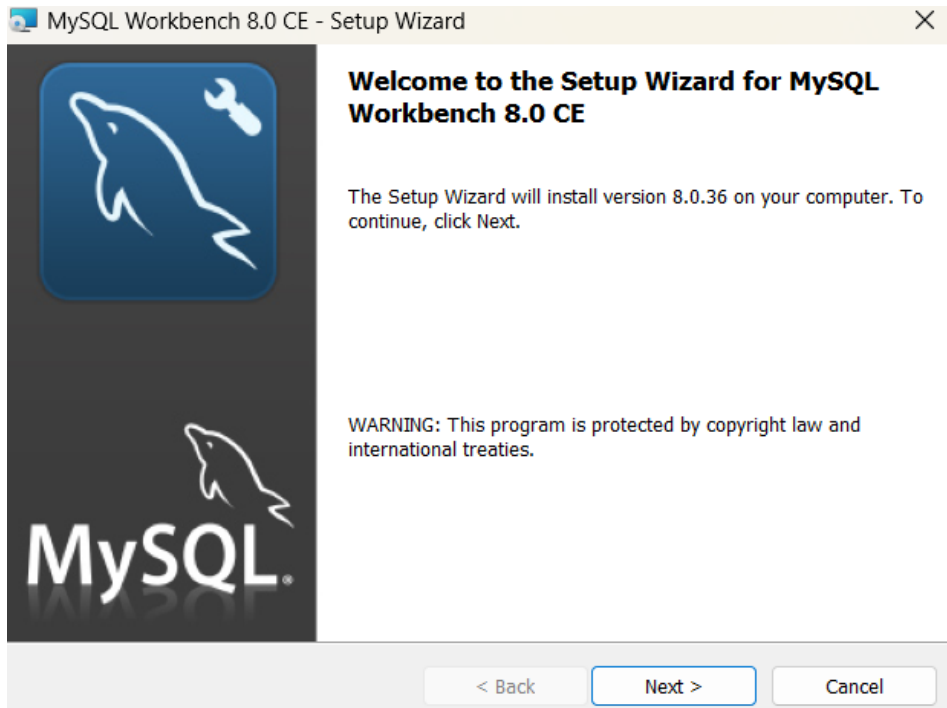 MySQL Workbench 8.0 CE - Setup Wizard
Welcome to the Setup Wizard for MySQL
Workbench 8.0 CE
The Setup Wizard will install version 8.0.36 on your computer. To
continue, click Next.
WARNING: This program is protected by copyright law and
international treaties.
MySQL®
< Back
Next >
Cancel